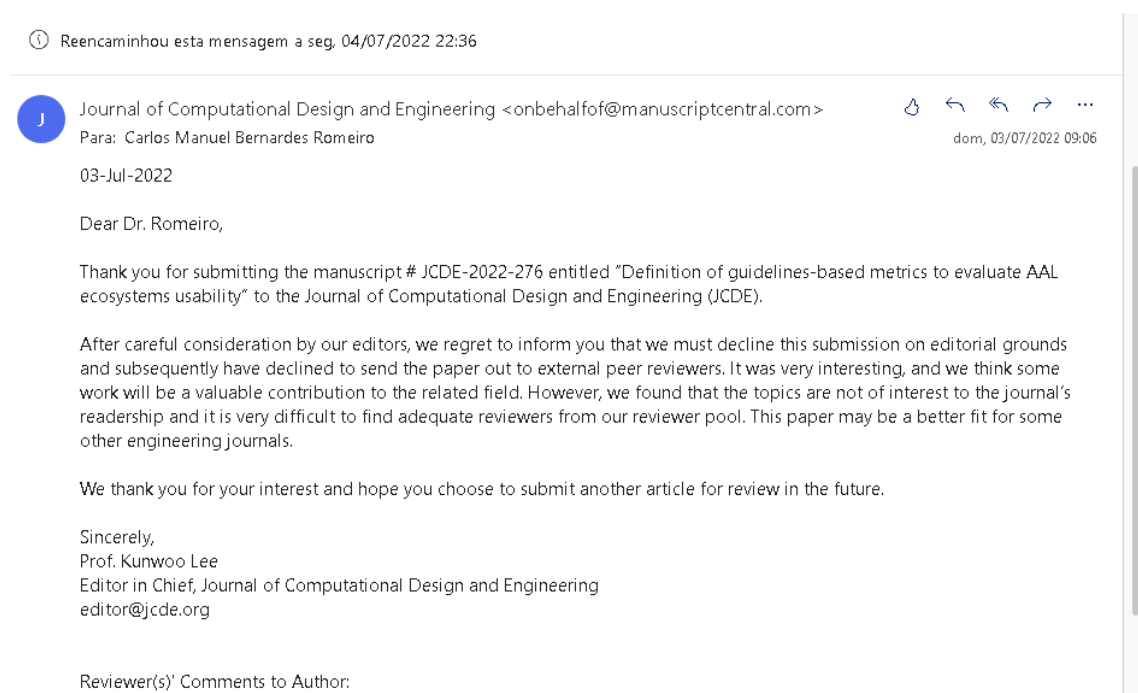 Reencaminhou esta mensagem a seg, 04/07/2022 22:36
J
Journal of Computational Design and Engineering <onbehalfof@manuscriptcentral.com>
Para: Carlos Manuel Bernardes Romeiro
dom, 03/07/2022 09:06
03-Jul-2022
Dear Dr. Romeiro,
Thank you for submitting the manuscript # JCDE-2022-276 entitled "Definition of guidelines-based metrics to evaluate AAL
ecosystems usability" to the Journal of Computational Design and Engineering (JCDE).
After careful consideration by our editors, we regret to inform you that we must decline this submission on editorial grounds
and subsequently have declined to send the paper out to external peer reviewers. It was very interesting, and we think some
work will be a valuable contribution to the related field. However, we found that the topics are not of interest to the journal's
readership and it is very difficult to find adequate reviewers from our reviewer pool. This paper may be a better fit for some
other engineering journals.
We thank you for your interest and hope you choose to submit another article for review in the future.
Sincerely,
Prof. Kunwoo Lee
Editor in Chief, Journal of Computational Design and Engineering
editor@jcde.org
Reviewer(s)' Comments to Author: